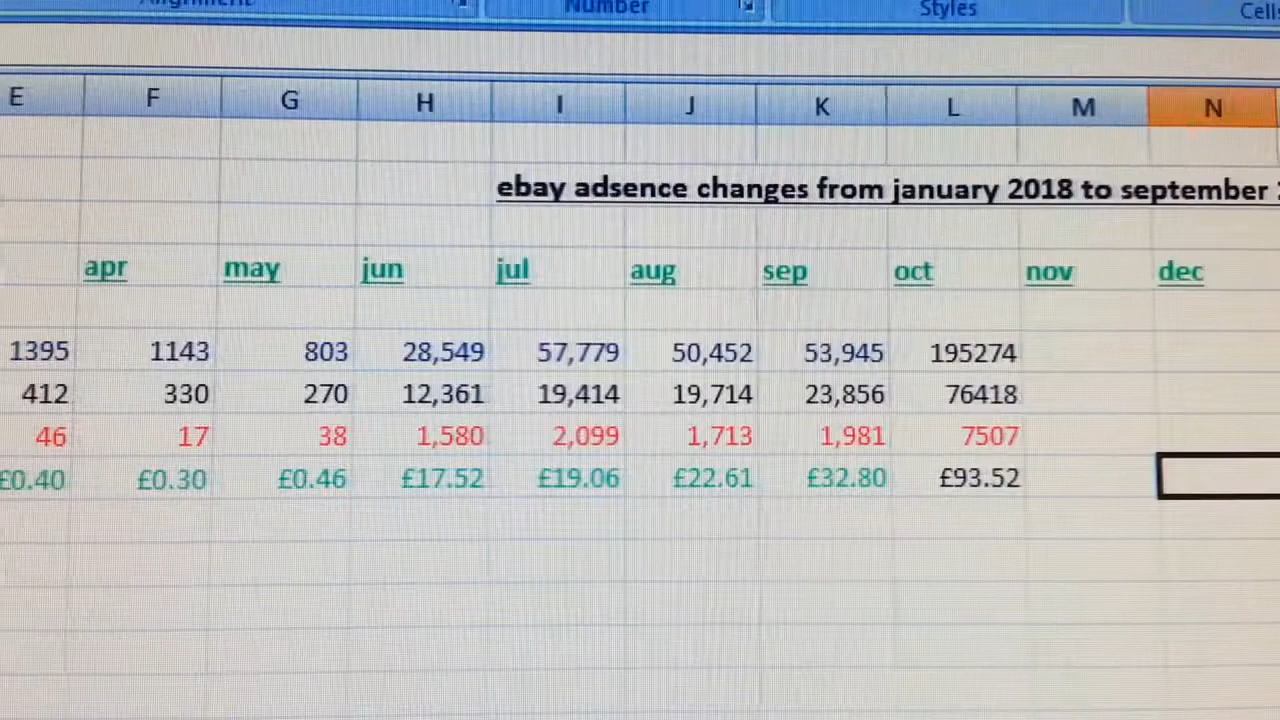 Number Styles
E F G H I J K L M N
ebay adsence changes from january 2018 to september
apr may jun jul aug sep oct nov dec
1395 1143 803 28,549 57,779 50,452 53,945 195274
412 330 270 12,361 19,414 19,714 23,856 76418
46 17 38 1,580 2,099 1,713 1,981 7507
£0.40 £0.30 £0.46 £17.52 £19.06 £22.61 £32.80 £93.52